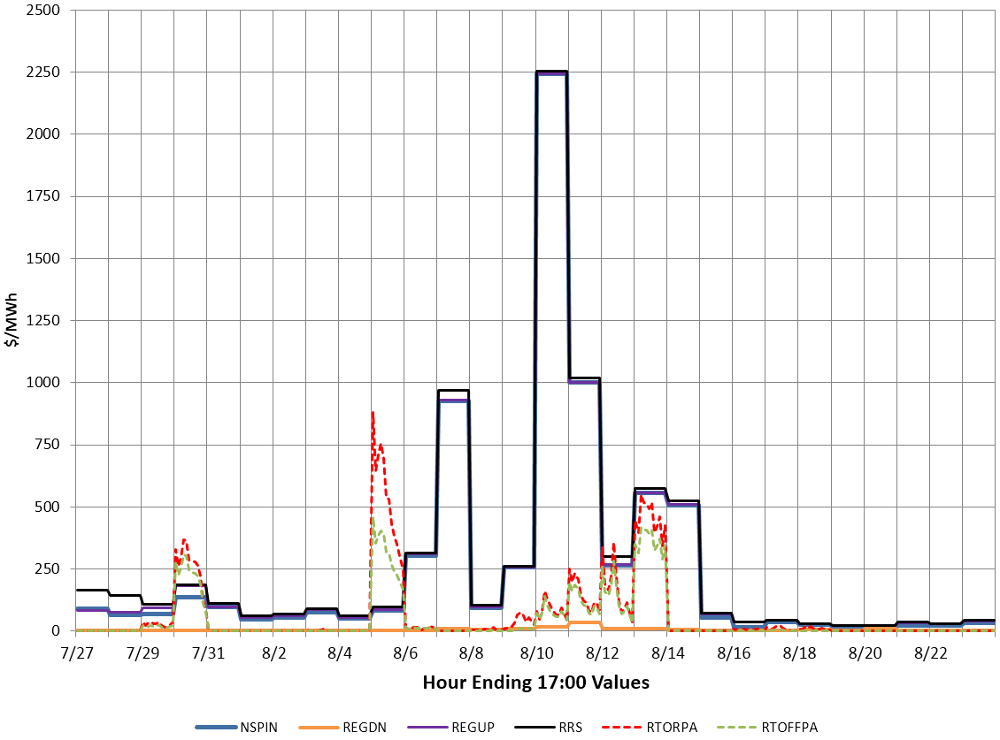 2500
2250
2000
1750
1500
1250
1000
750
500
250
0
$/MWh
7/27 7/29 7/31 8/2 8/4 8/6 8/8 8/10 8/12 8/14 8/16 8/18 8/20 8/22
Hour Ending 17:00 Values
NSPIN REGDN REGUP RRS RTORPA RTOFFPA